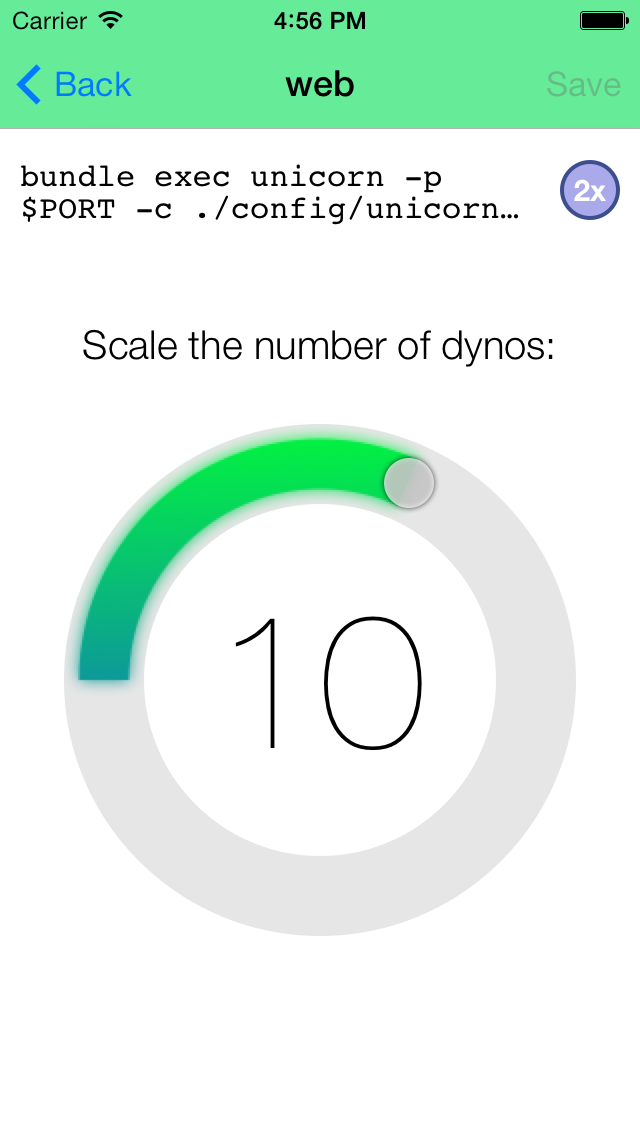 Carrier 4:56 PM
Back web Save
bundle exec unicorn -p
$PORT -c ./config/unicorn…
2x
Scale the number of dynos:
10